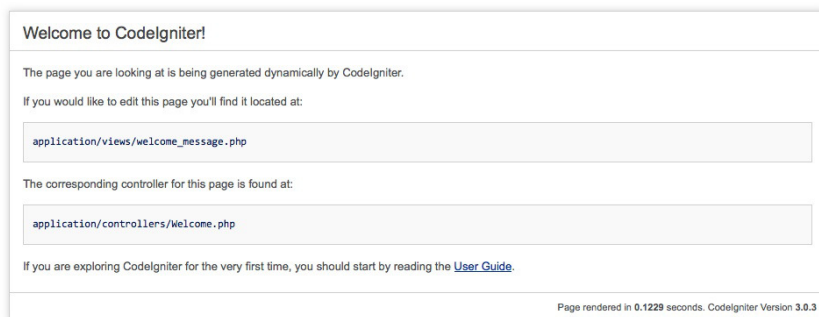 Welcome to CodeIgniter!
The page you are looking at is being generated dynamically by CodeIgniter.
If you would like to edit this page you'll find it located at:
application/views/welcome_message.php
The corresponding controller for this page is found at:
application/controllers/Welcome.php
If you are exploring CodeIgniter for the very first time, you should start by reading the User Guide.
Page rendered in 0.1229 seconds. CodeIgniter Version 3.0.3